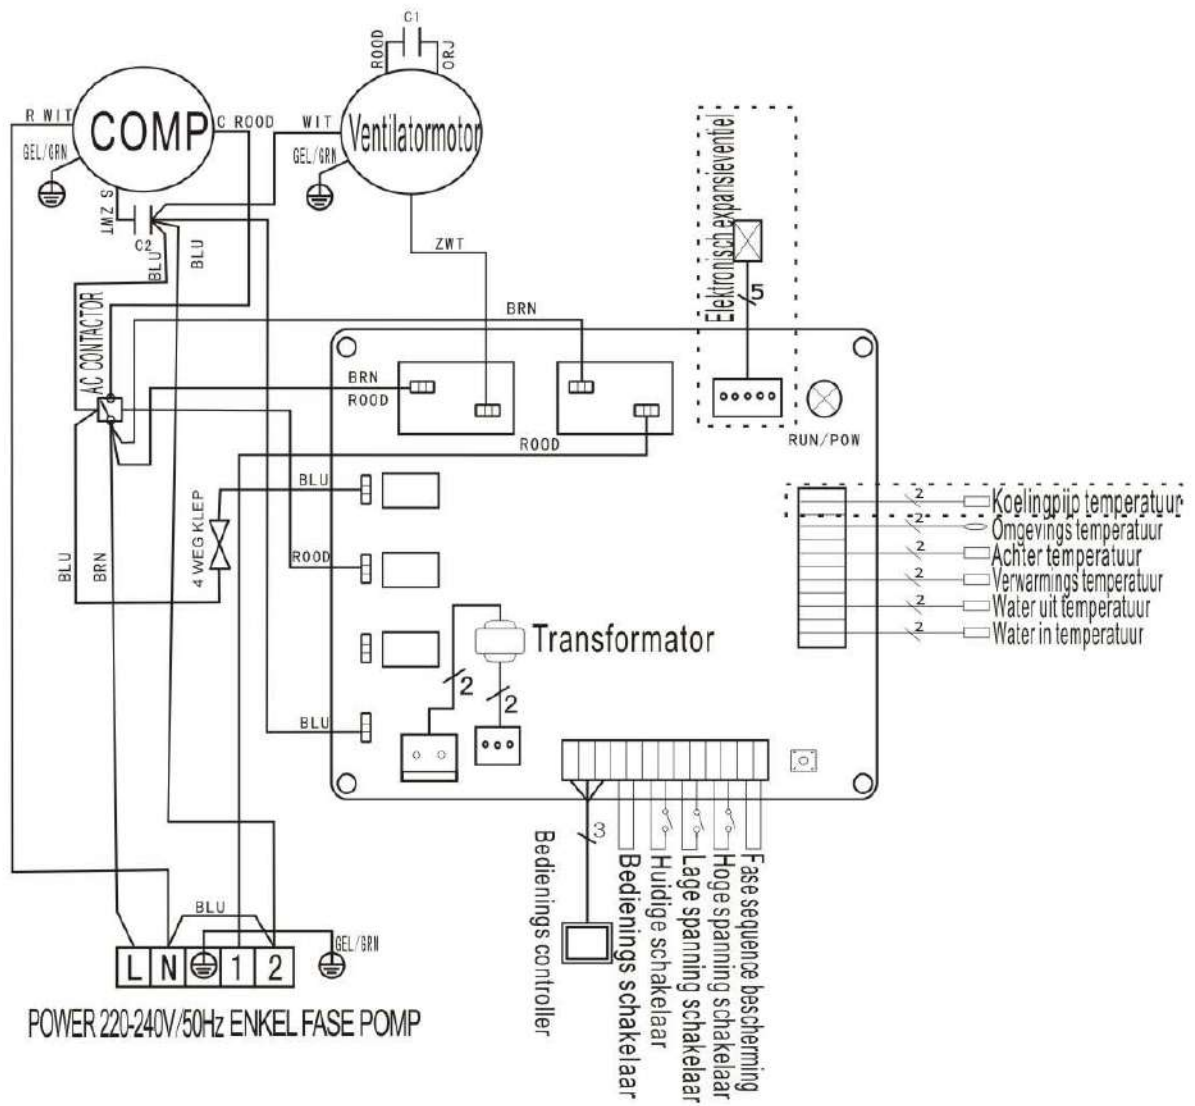 C1
ROOD
ORJ
R WIT
COMP
C ROOD
WIT
Ventilatormotor
GEL/GRN
GEL/GRN
S ZWT
C2
BLU
BLU
ZWT
Elektronisch expansieventiel
5
AC CONTACTOR
BRN
BRN
ROOD
ROOD
RUN/POW
BLU
4 WEG KLEP
ROOD
BLU
BRN
2
Koelingpijp temperatuur
2
Omgevings temperatuur
2
Achter temperatuur
2
Verwarmings temperatuur
2
Water uit temperatuur
2
Water in temperatuur
Transformator
2
2
BLU
3
Bedienings controller
Bedienings schakelaar
Huidige schakelaar
Lage spanning schakelaar
Hoge spanning schakelaar
Fase sequence bescherming
BLU
GEL/GRN
L N 1 2
POWER 220-240V/50Hz ENKEL FASE POMP